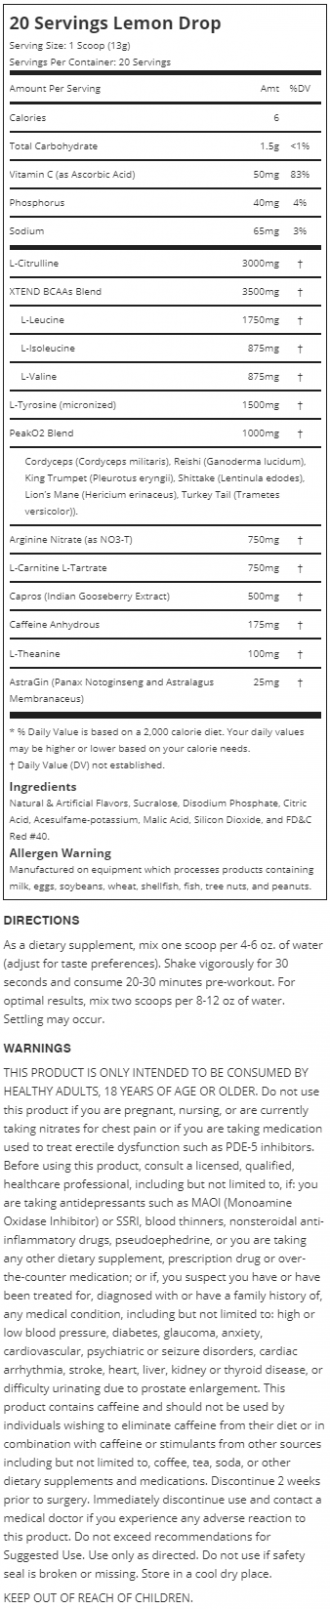 20 Servings Lemon Drop
Serving Size: 1 Scoop (13g)
Servings Per Container: 20 Servings
Amount Per Serving Amt %DV
Calories 6
Total Carbohydrate 1.5g <1%
Vitamin C (as Ascorbic Acid) 50mg 83%
Phosphorus 40mg 4%
Sodium 65mg 3%
L-Citrulline 3000mg †
XTEND BCAAs Blend 3500mg †
L-Leucine 1750mg †
L-Isoleucine 875mg †
L-Valine 875mg †
L-Tyrosine (micronized) 1500mg †
PeakO2 Blend 1000mg †
Cordyceps (Cordyceps militaris), Reishi (Ganoderma lucidum),
King Trumpet (Pleurotus eryngii), Shittake (Lentinula edodes),
Lion's Mane (Hericium erinaceus), Turkey Tail (Trametes
versicolor)).
Arginine Nitrate (as NO3-T) 750mg †
L-Carnitine L-Tartrate 750mg †
Capros (Indian Gooseberry Extract) 500mg †
Caffeine Anhydrous 175mg †
L-Theanine 100mg †
AstraGin (Panax Notoginseng and Astralagus 25mg †
Membranaceus)
* % Daily Value is based on a 2,000 calorie diet. Your daily values
may be higher or lower based on your calorie needs.
† Daily Value (DV) not established.
Ingredients
Natural & Artificial Flavors, Sucralose, Disodium Phosphate, Citric
Acid, Acesulfame-potassium, Malic Acid, Silicon Dioxide, and FD&C
Red #40.
Allergen Warning
Manufactured on equipment which processes products containing
milk, eggs, soybeans, wheat, shellfish, fish, tree nuts, and peanuts.
DIRECTIONS
As a dietary supplement, mix one scoop per 4-6 oz. of water
(adjust for taste preferences). Shake vigorously for 30
seconds and consume 20-30 minutes pre-workout. For
optimal results, mix two scoops per 8-12 oz of water.
Settling may occur.
WARNINGS
THIS PRODUCT IS ONLY INTENDED TO BE CONSUMED BY
HEALTHY ADULTS, 18 YEARS OF AGE OR OLDER. Do not use
this product if you are pregnant, nursing, or are currently
taking nitrates for chest pain or if you are taking medication
used to treat erectile dysfunction such as PDE-5 inhibitors.
Before using this product, consult a licensed, qualified,
healthcare professional, including but not limited to, if: you
are taking antidepressants such as MAOI (Monoamine
Oxidase Inhibitor) or SSRI, blood thinners, nonsteroidal anti-
inflammatory drugs, pseudoephedrine, or you are taking
any other dietary supplement, prescription drug or over-
the-counter medication; or if, you suspect you have or have
been treated for, diagnosed with or have a family history of,
any medical condition, including but not limited to: high or
low blood pressure, diabetes, glaucoma, anxiety,
cardiovascular, psychiatric or seizure disorders, cardiac
arrhythmia, stroke, heart, liver, kidney or thyroid disease, or
difficulty urinating due to prostate enlargement. This
product contains caffeine and should not be used by
individuals wishing to eliminate caffeine from their diet or in
combination with caffeine or stimulants from other sources
including but not limited to, coffee, tea, soda, or other
dietary supplements and medications. Discontinue 2 weeks
prior to surgery. Immediately discontinue use and contact a
medical doctor if you experience any adverse reaction to
this product. Do not exceed recommendations for
Suggested Use. Use only as directed. Do not use if safety
seal is broken or missing. Store in a cool dry place.
KEEP OUT OF REACH OF CHILDREN.